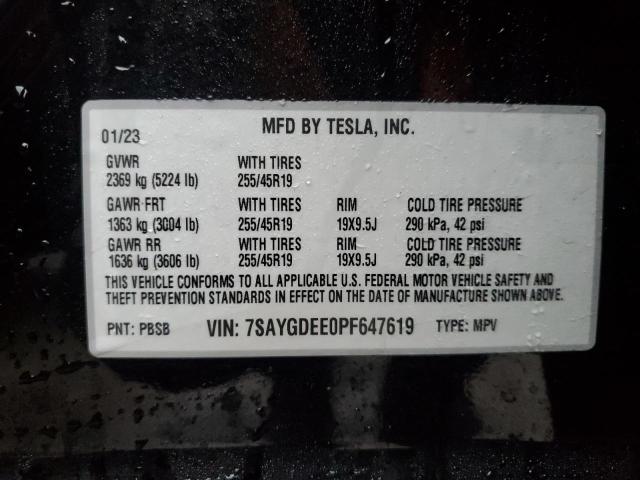 01/23 MFD BY TESLA, INC.
GVWR WITH TIRES
2369 kg (5224 lb) 255/45R19
GAWR-FRT WITH TIRES RIM COLD TIRE PRESSURE
1363 kg (3004 lb) 255/45R19 19X9.5J 290 kPa, 42 psi
GAWR RR WITH TIRES RIM COLD TIRE PRESSURE
1636 kg (3606 lb) 255/45R19 19X9.5J 290 kPa, 42 psi
THIS VEHICLE CONFORMS TO ALL APPLICABLE U.S. FEDERAL MOTOR VEHICLE SAFETY AND
THEFT PREVENTION STANDARDS IN EFFECT ON THE DATE OF MANUFACTURE SHOWN ABOVE.
PNT: PBSB VIN: 7SAYGDEE0PF647619 TYPE: MPV